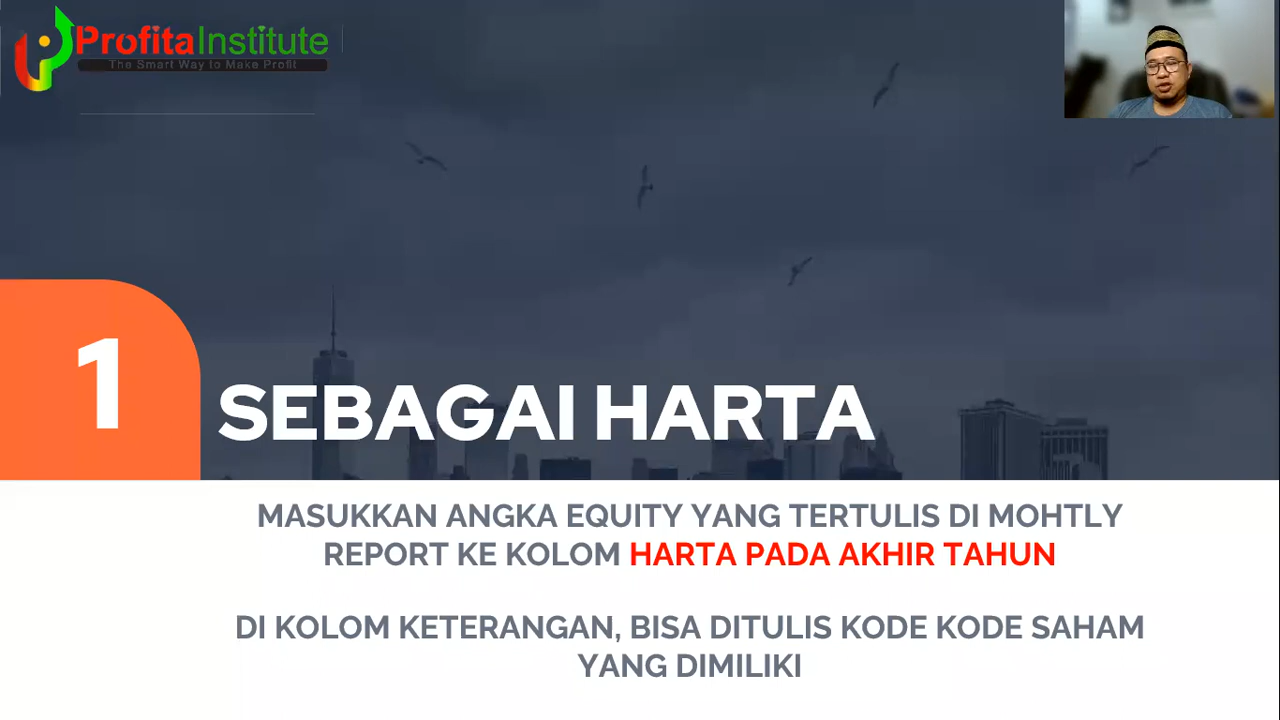 ProfitaInstitute
The Smart Way to Make Profit
1
SEBAGAI HARTA
MASUKKAN ANGKA EQUITY YANG TERTULIS DI MOHTLY
REPORT KE KOLOM HARTA PADA AKHIR TAHUN
DI KOLOM KETERANGAN, BISA DITULIS KODE KODE SAHAM
YANG DIMILIKI